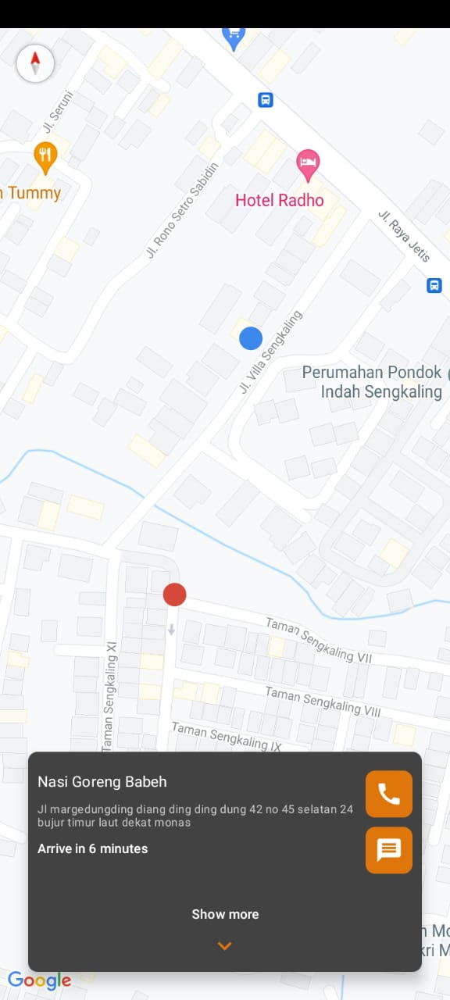 Jl. Seruni
Tummy
Jl. Rono Setro Sabidin
Hotel Radho
Jl. Raya Jetis
Jl. Villa Sengkaling
Perumahan Pondok
Indah Sengkaling
Taman Sengkaling VII
Taman Sengkaling XI
Taman Sengkaling VIII
Taman Sengkaling IX
Nasi Goreng Babeh
Jl margedungding diang ding ding dung 42 no 45 selatan 24
bujur timur laut dekat monas
Arrive in 6 minutes
Show more
Google